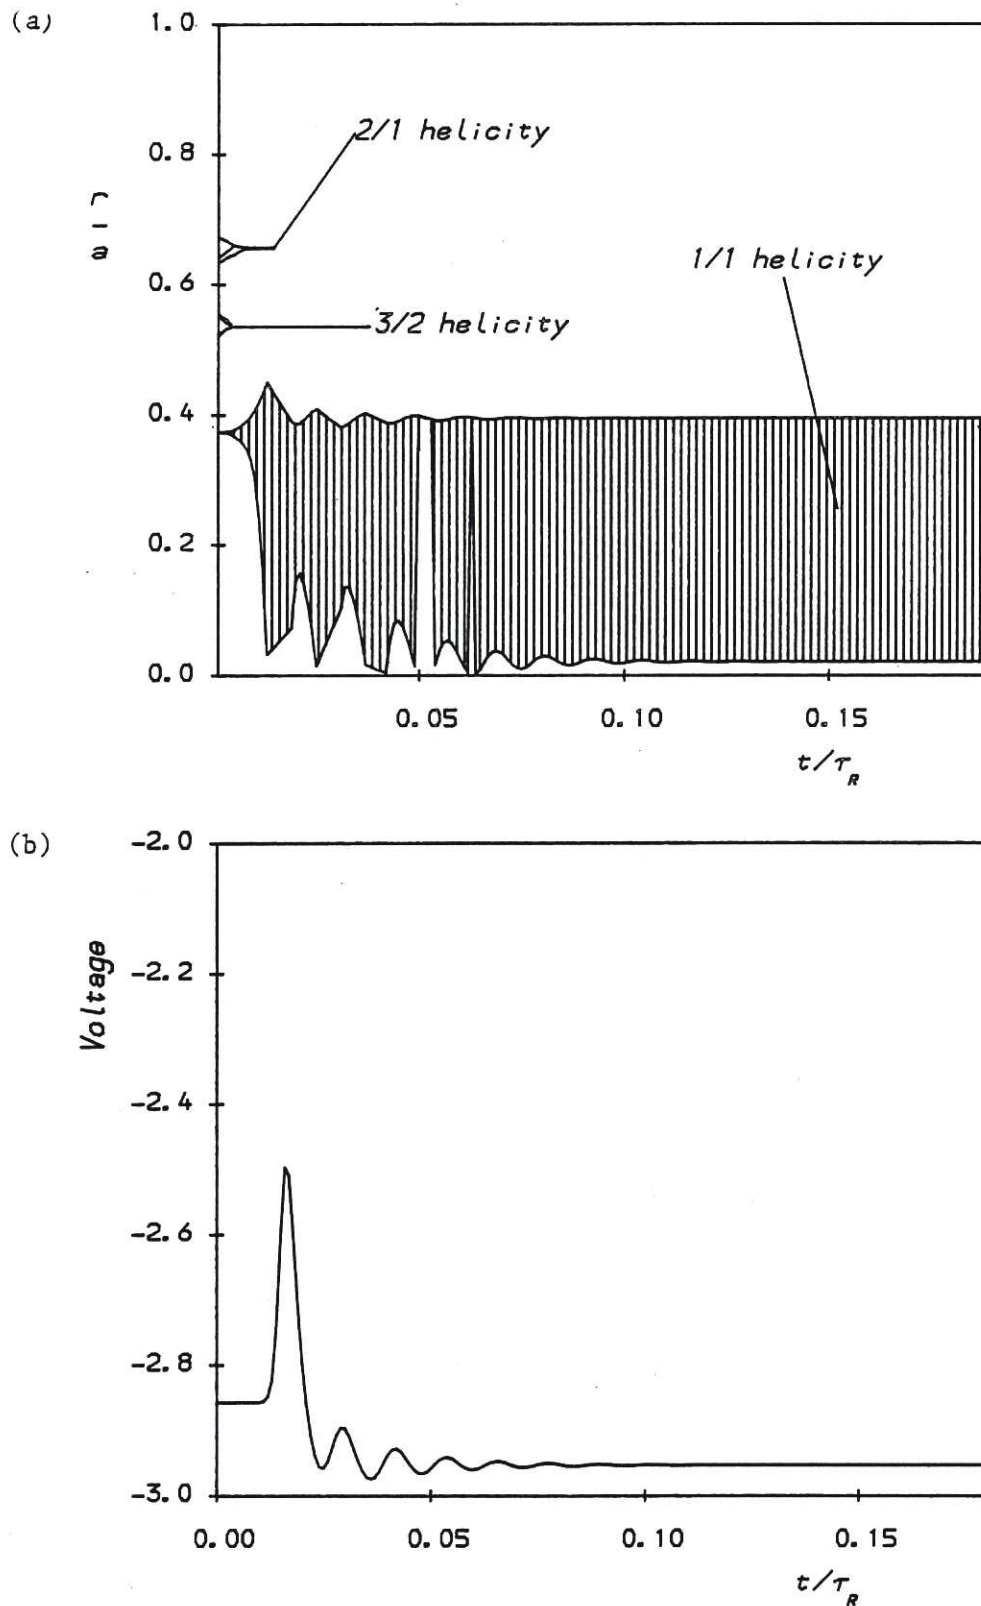 (a)
1.0
2/1 helicity
0.8
r
a
1/1 helicity
0.6
3/2 helicity
0.4
0.2
0.0
0.05
0.10
0.15
t/τR
(b)
-2.0
Voltage
-2.2
-2.4
-2.6
-2.8
-3.0
0.00
0.05
0.10
0.15
t/τR